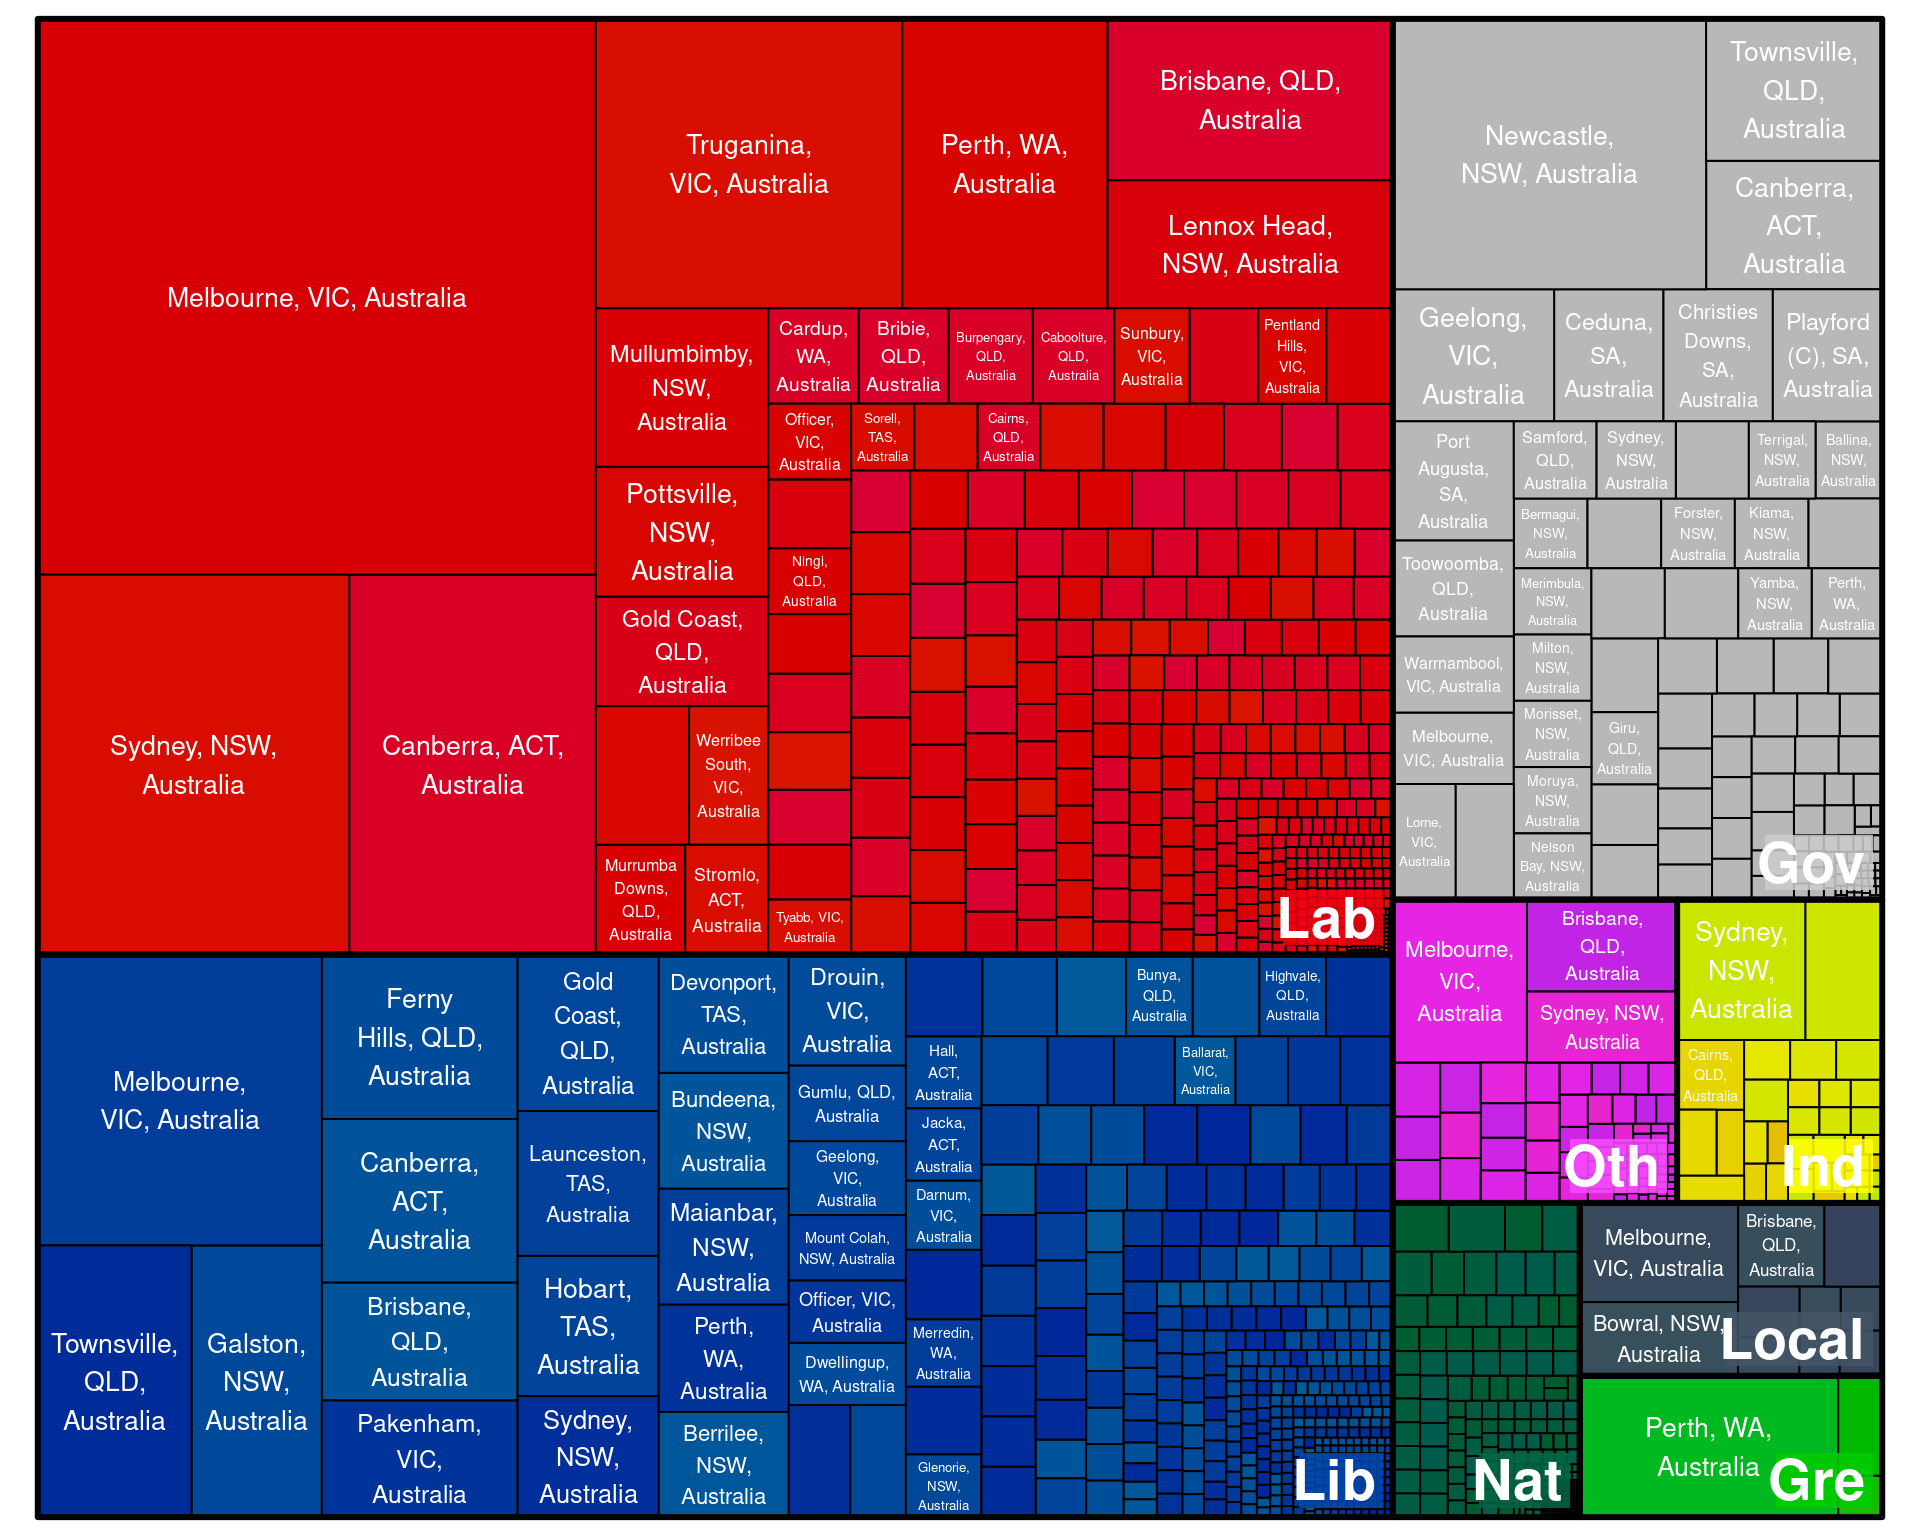 Melbourne, VIC, Australia
Sydney, NSW,
Australia
Canberra, ACT,
Australia
Truganina,
VIC, Australia
Perth, WA,
Australia
Brisbane, QLD,
Australia
Lennox Head,
NSW, Australia
Mullumbimby,
NSW,
Australia
Pottsville,
NSW,
Australia
Gold Coast,
QLD,
Australia
Werribee
South,
VIC,
Australia
Murrumba
Downs,
QLD,
Australia
Stromlo,
ACT,
Australia
Cardup,
WA,
Australia
Bribie,
QLD,
Australia
Burpengary,
QLD,
Australia
Caboolture,
QLD,
Australia
Sunbury,
VIC,
Australia
Pentland
Hills,
VIC,
Australia
Officer,
VIC,
Australia
Sorell,
TAS,
Australia
Cairns,
QLD,
Australia
Ningi,
QLD,
Australia
Tyabb, VIC,
Australia
Lab
Newcastle,
NSW, Australia
Townsville,
QLD,
Australia
Canberra,
ACT,
Australia
Geelong,
VIC,
Australia
Ceduna,
SA,
Australia
Christies
Downs,
SA,
Australia
Playford
(C), SA,
Australia
Port
Augusta,
SA,
Australia
Toowoomba,
QLD,
Australia
Warrnambool,
VIC, Australia
Melbourne,
VIC, Australia
Lorne,
VIC,
Australia
Samford,
QLD,
Australia
Sydney,
NSW,
Australia
Terrigal,
NSW,
Australia
Ballina,
NSW,
Australia
Bermagui,
NSW,
Australia
Forster,
NSW,
Australia
Kiama,
NSW,
Australia
Merimbula,
NSW,
Australia
Yamba,
NSW,
Australia
Perth,
WA,
Australia
Milton,
NSW,
Australia
Morisset,
NSW,
Australia
Giru,
QLD,
Australia
Moruya,
NSW,
Australia
Nelson
Bay, NSW,
Australia
Gov
Melbourne,
VIC, Australia
Townsville,
QLD,
Australia
Galston,
NSW,
Australia
Ferny
Hills, QLD,
Australia
Canberra,
ACT,
Australia
Brisbane,
QLD,
Australia
Pakenham,
VIC,
Australia
Gold
Coast,
QLD,
Australia
Launceston,
TAS,
Australia
Hobart,
TAS,
Australia
Sydney,
NSW,
Australia
Devonport,
TAS,
Australia
Bundeena,
NSW,
Australia
Maianbar,
NSW,
Australia
Perth,
WA,
Australia
Berrilee,
NSW,
Australia
Drouin,
VIC,
Australia
Gumlu, QLD,
Australia
Geelong,
VIC,
Australia
Mount Colah,
NSW, Australia
Officer, VIC,
Australia
Dwellingup,
WA, Australia
Hall,
ACT,
Australia
Jacka,
ACT,
Australia
Darnum,
VIC,
Australia
Merredin,
WA,
Australia
Glenorie,
NSW,
Australia
Bunya,
QLD,
Australia
Highvale,
QLD,
Australia
Ballarat,
VIC,
Australia
Lib
Melbourne,
VIC,
Australia
Brisbane,
QLD,
Australia
Sydney, NSW,
Australia
Oth
Sydney,
NSW,
Australia
Cairns,
QLD,
Australia
Ind
Nat
Melbourne,
VIC, Australia
Brisbane,
QLD,
Australia
Bowral, NSW,
Australia
Local
Perth, WA,
Australia
Gre